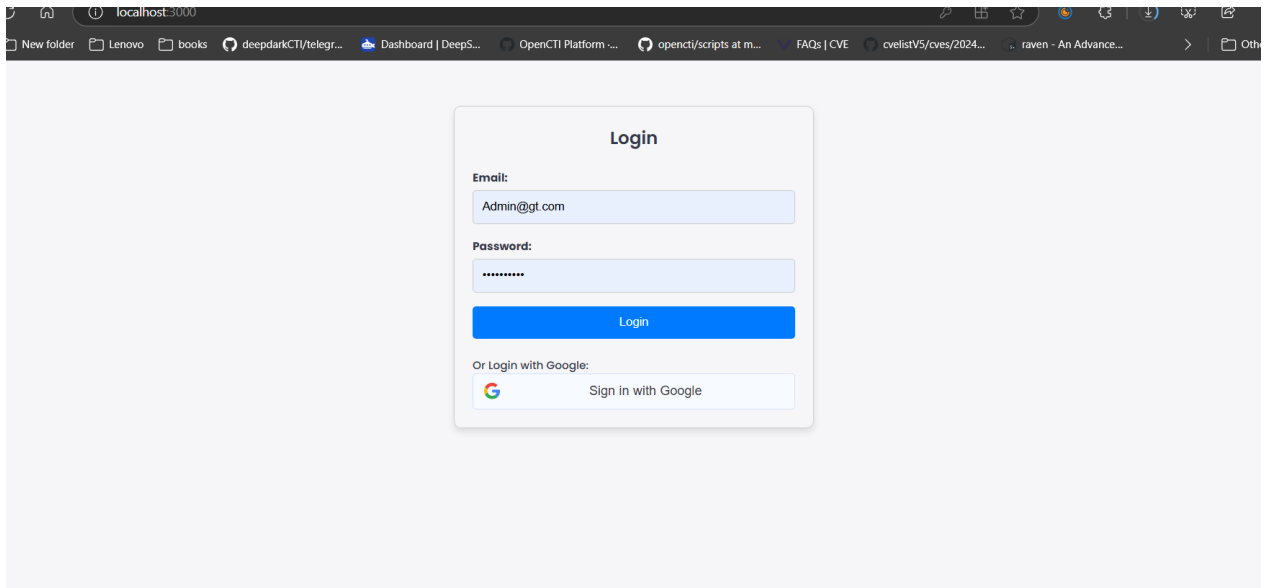 localhost:3000
New folder Lenovo books deepdarkCTI/telegr... Dashboard | DeepS... OpenCTI Platform -... opencti/scripts at m... FAQs | CVE cvelistV5/cves/2024... raven - An Advance... Othe
Login
Email:
Admin@gt.com
Password:
••••••••••
Login
Or Login with Google:
Sign in with Google